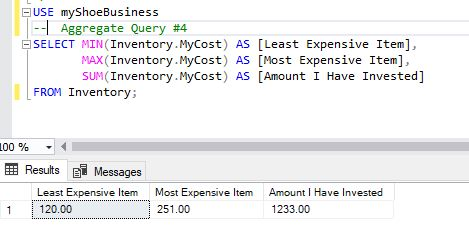 USE myShoeBusiness
-- Aggregate Query #4
SELECT MIN(Inventory.MyCost) AS [Least Expensive Item],
MAX(Inventory.MyCost) AS [Most Expensive Item],
SUM(Inventory.MyCost) AS [Amount I Have Invested]
FROM Inventory;
00 %
Results Messages
Least Expensive Item Most Expensive Item Amount I Have Invested
1 120.00 251.00 1233.00